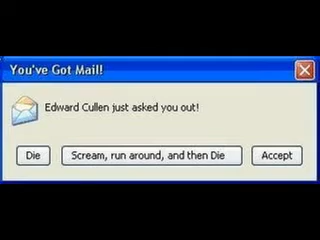 You've Got Mail!
Edward Cullen just asked you out!
Die Scream, run around, and then Die Accept